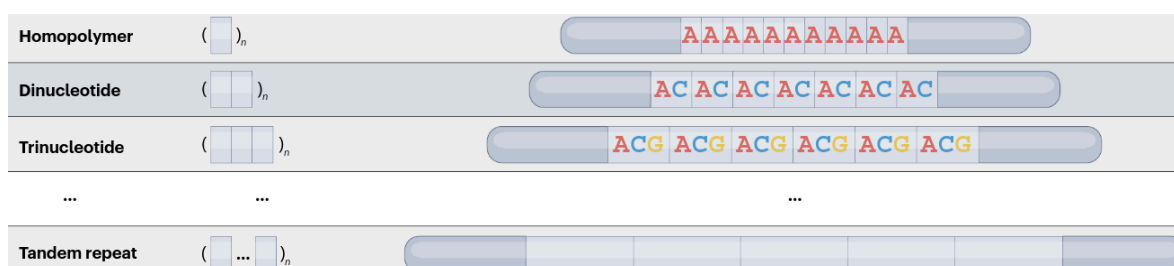 Homopolymer ( )n AAAAAAAAAAA
Dinucleotide ( )n AC AC AC AC AC AC AC
Trinucleotide ( )n ACG ACG ACG ACG ACG ACG
... ... ...
Tandem repeat ( ... )n